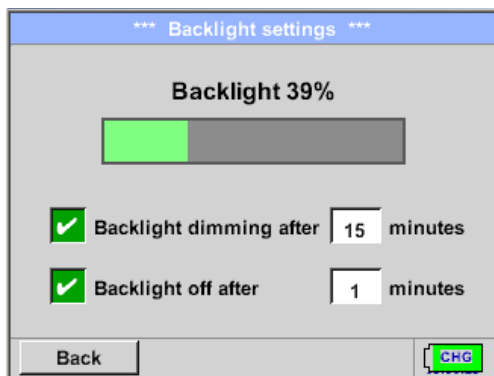 *** Backlight settings ***
Backlight 39%
Backlight dimming after 15 minutes
Backlight off after 1 minutes
Back
CHG